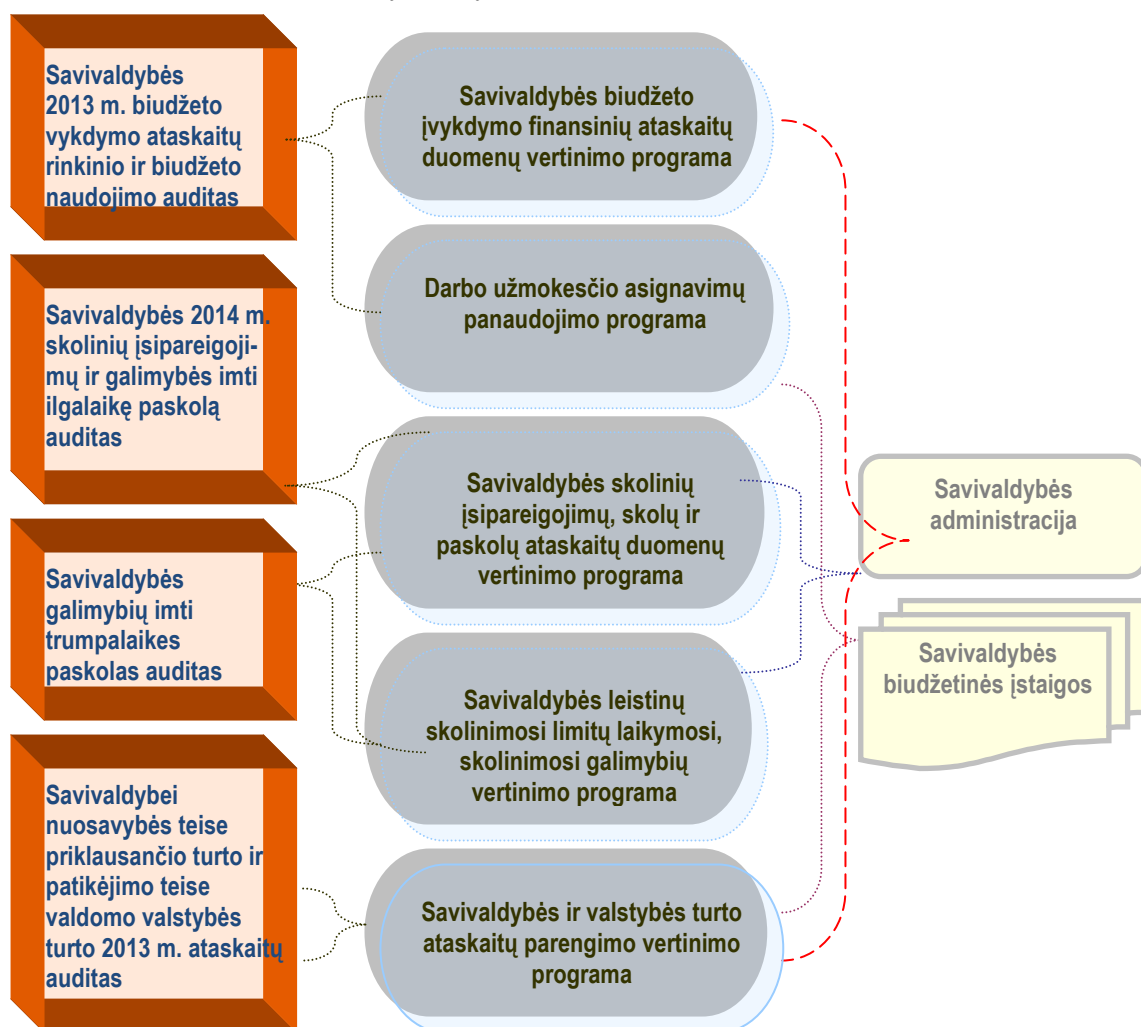 Savivaldybės
2013 m. biudžeto
vykdymo ataskaitų
rinkinio ir biudžeto
naudojimo auditas
Savivaldybės 2014 m.
skolinių įsipareigoji-
mų ir galimybės imti
ilgalaikę paskolą
auditas
Savivaldybės
galimybių imti
trumpalaikes
paskolas auditas
Savivaldybei
nuosavybės teise
priklausančio turto ir
patikėjimo teise
valdomo valstybės
turto 2013 m. ataskaitų
auditas
Savivaldybės biudžeto
įvykdymo finansinių ataskaitų
duomenų vertinimo programa
Darbo užmokesčio asignavimų
panaudojimo programa
Savivaldybės skolinių
įsipareigojimų, skolų ir
paskolų ataskaitų duomenų
vertinimo programa
Savivaldybės leistinų
skolinimosi limitų laikymosi,
skolinimosi galimybių
vertinimo programa
Savivaldybės ir valstybės turto
ataskaitų parengimo vertinimo
programa
Savivaldybės
administracija
Savivaldybės
biudžetinės įstaigos